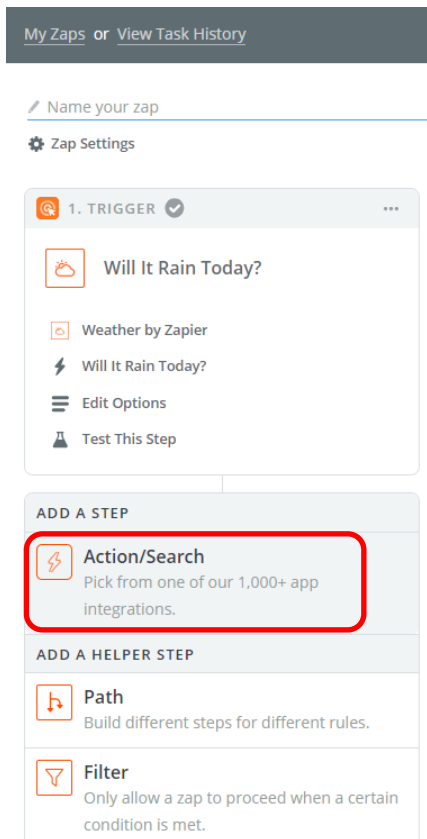 My Zaps or View Task History
Name your zap
Zap Settings
1. TRIGGER
Will It Rain Today?
Weather by Zapier
Will It Rain Today?
Edit Options
Test This Step
ADD A STEP
Action/Search
Pick from one of our 1,000+ app
integrations.
ADD A HELPER STEP
Path
Build different steps for different rules.
Filter
Only allow a zap to proceed when a certain
condition is met.